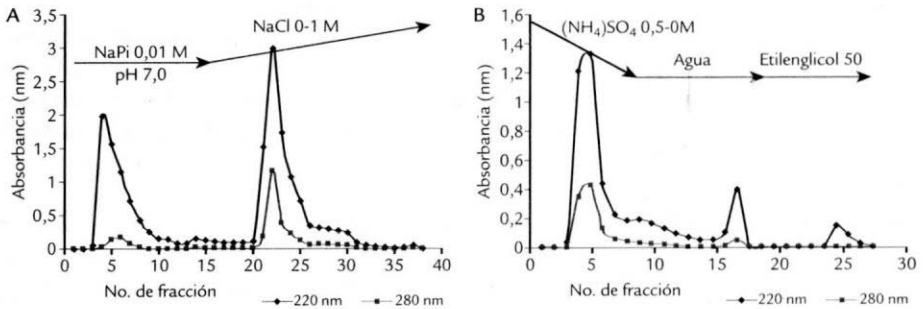 A
Absorbancia (nm)
3,5
3
2,5
2
1,5
1
0,5
0
NaPi 0,01 M
pH 7,0
NaCl 0-1 M
0 5 10 15 20 25 30 35 40
No. de fracción
220 nm 280 nm
B
Absorbancia (nm)
1,6
1,4
1,2
1
0,8
0,6
0,4
0,2
0
(NH4)SO4 0,5-0M
Agua
Etilenglicol 50
0 5 10 15 20 25 30
No. de fracción
220 nm 280 nm